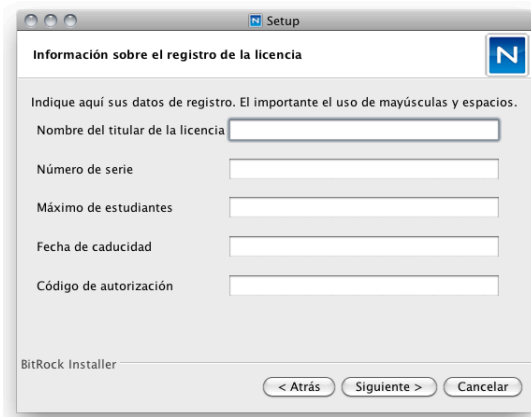 Setup
Información sobre el registro de la licencia
N
Indique aquí sus datos de registro. El importante el uso de mayúsculas y espacios.
Nombre del titular de la licencia
Número de serie
Máximo de estudiantes
Fecha de caducidad
Código de autorización
BitRock Installer
< Atrás Siguiente > Cancelar